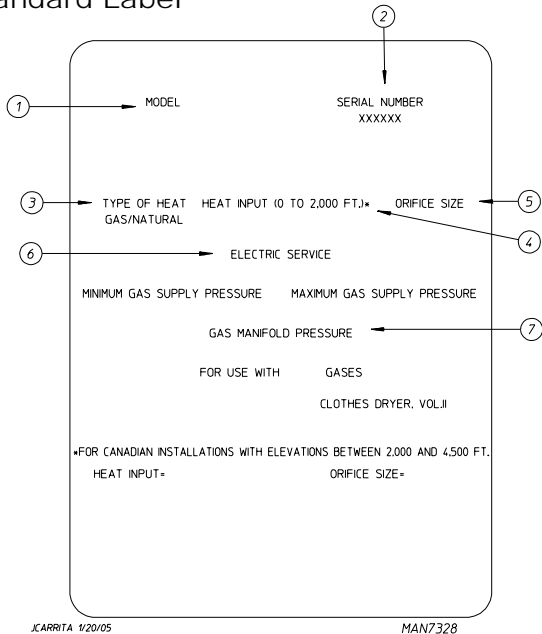 andard Label
2
1 MODEL SERIAL NUMBER
XXXXXX
3 TYPE OF HEAT HEAT INPUT (0 TO 2,000 FT.)* ORIFICE SIZE 5
GAS/NATURAL
4
6 ELECTRIC SERVICE
MINIMUM GAS SUPPLY PRESSURE MAXIMUM GAS SUPPLY PRESSURE
GAS MANIFOLD PRESSURE 7
FOR USE WITH GASES
CLOTHES DRYER, VOL.II
*FOR CANADIAN INSTALLATIONS WITH ELEVATIONS BETWEEN 2,000 AND 4,500 FT.
HEAT INPUT= ORIFICE SIZE=
JCARRITA 1/20/05 MAN7328